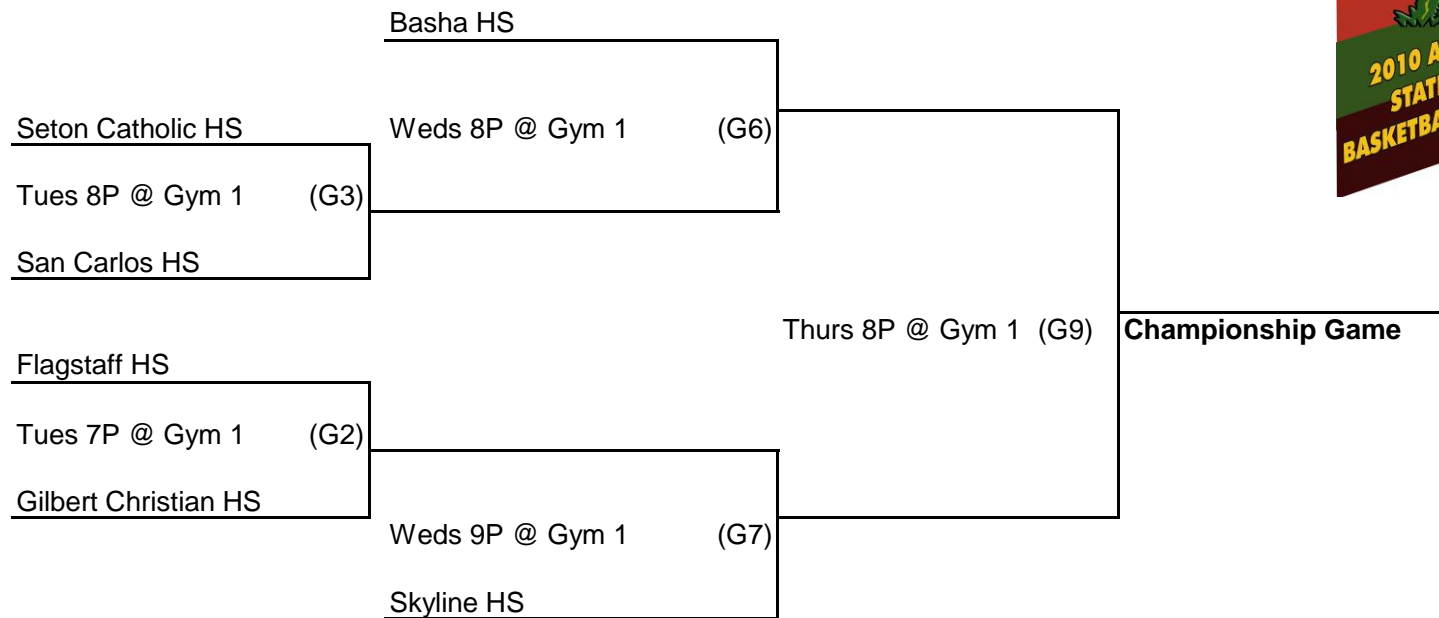 Basha HS
Seton Catholic HS
Weds 8P @ Gym 1 (G6)
Tues 8P @ Gym 1 (G3)
San Carlos HS
Thurs 8P @ Gym 1 (G9)
Championship Game
Flagstaff HS
Tues 7P @ Gym 1 (G2)
Gilbert Christian HS
Weds 9P @ Gym 1 (G7)
Skyline HS
2010